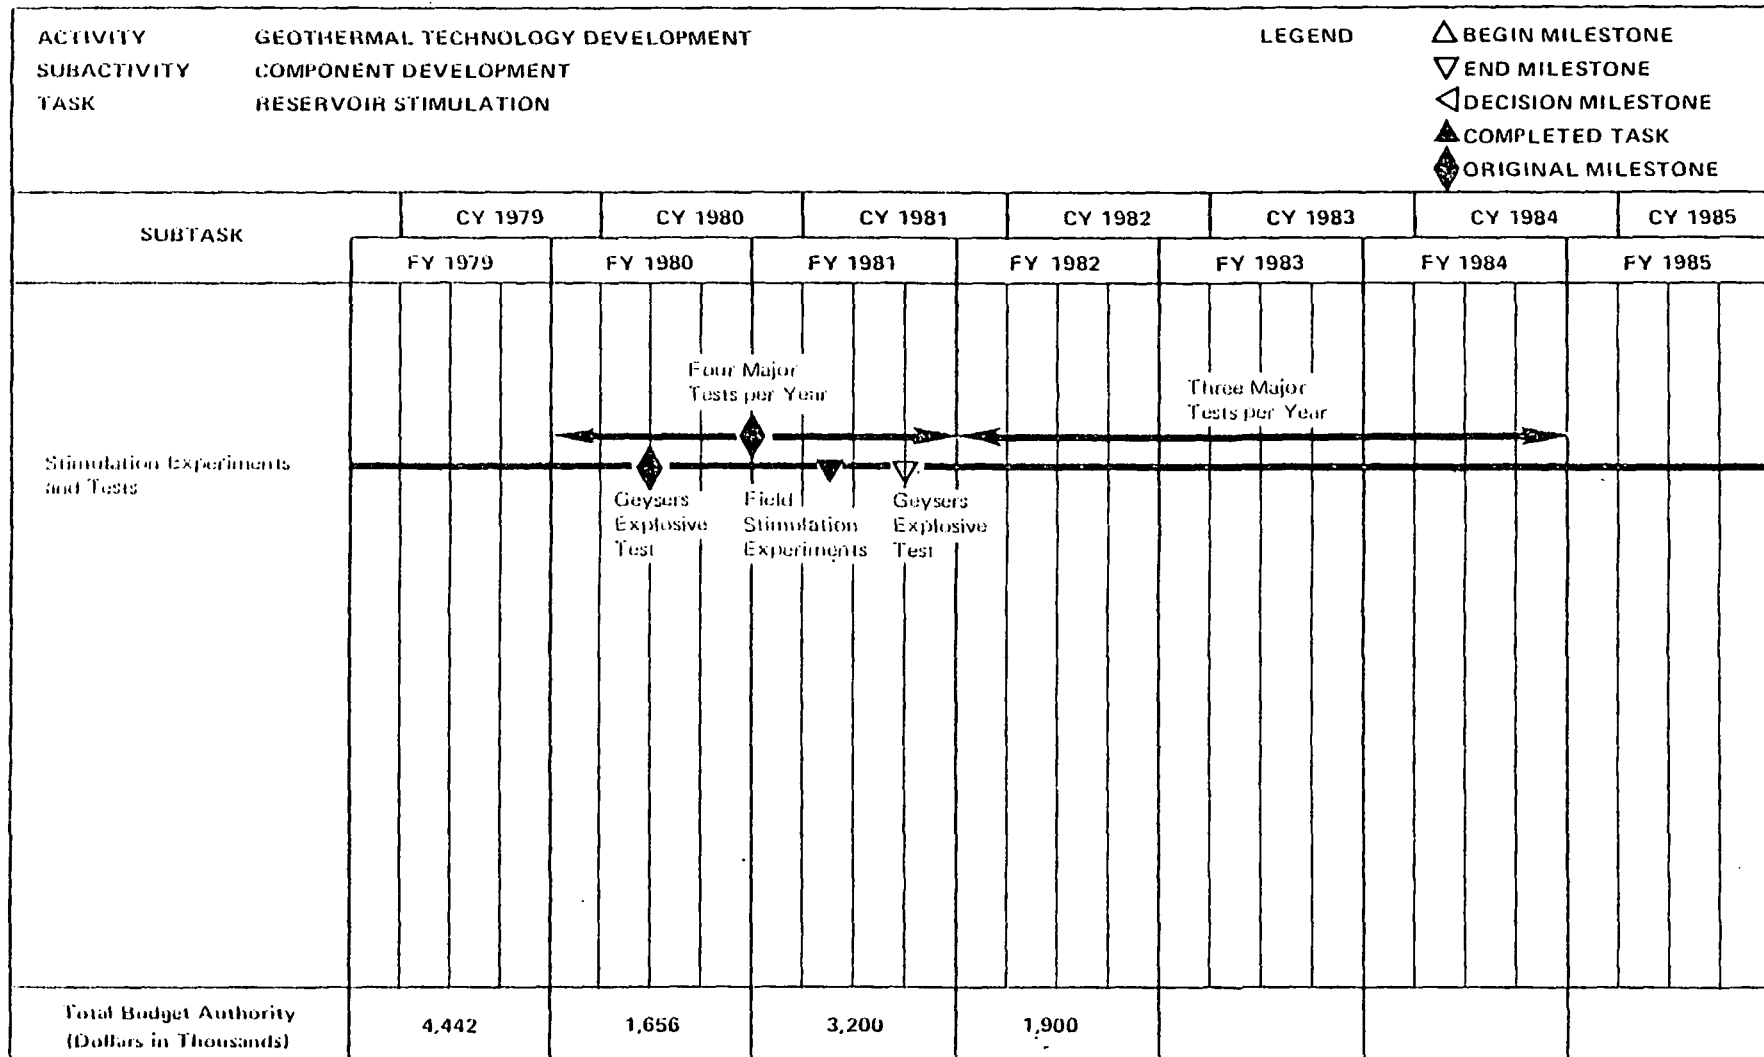 ACTIVITY GEOTHERMAL TECHNOLOGY DEVELOPMENT
SUBACTIVITY COMPONENT DEVELOPMENT
TASK RESERVOIR STIMULATION
LEGEND
BEGIN MILESTONE
END MILESTONE
DECISION MILESTONE
COMPLETED TASK
ORIGINAL MILESTONE
SUBTASK
CY 1979 CY 1980 CY 1981 CY 1982 CY 1983 CY 1984 CY 1985
FY 1979 FY 1980 FY 1981 FY 1982 FY 1983 FY 1984 FY 1985
Four Major
Tests per Year
Three Major
Tests per Year
Stimulation Experiments
and Tests
Geysers
Explosive
Test
Field
Stimulation
Experiments
Geysers
Explosive
Test
Total Budget Authority
(Dollars in Thousands)
4,442 1,656 3,200 1,900